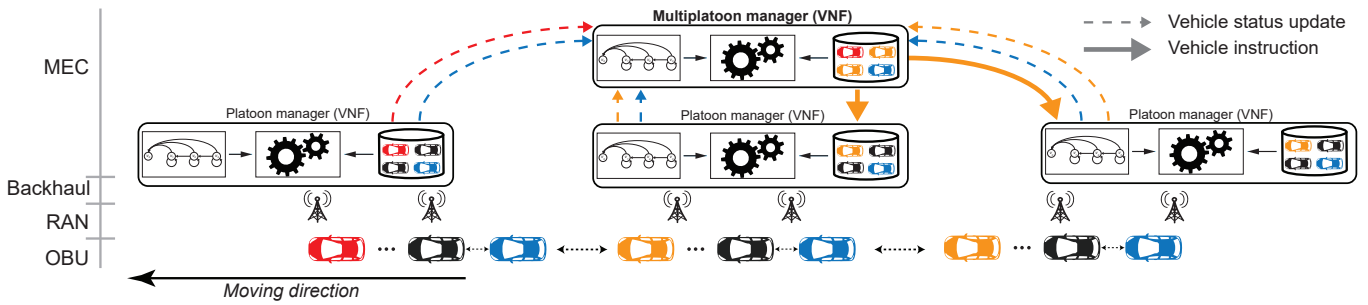 Multiplatoon manager (VNF)
Vehicle status update
Vehicle instruction
MEC
Platoon manager (VNF)
Platoon manager (VNF)
Platoon manager (VNF)
Backhaul
RAN
OBU
Moving direction